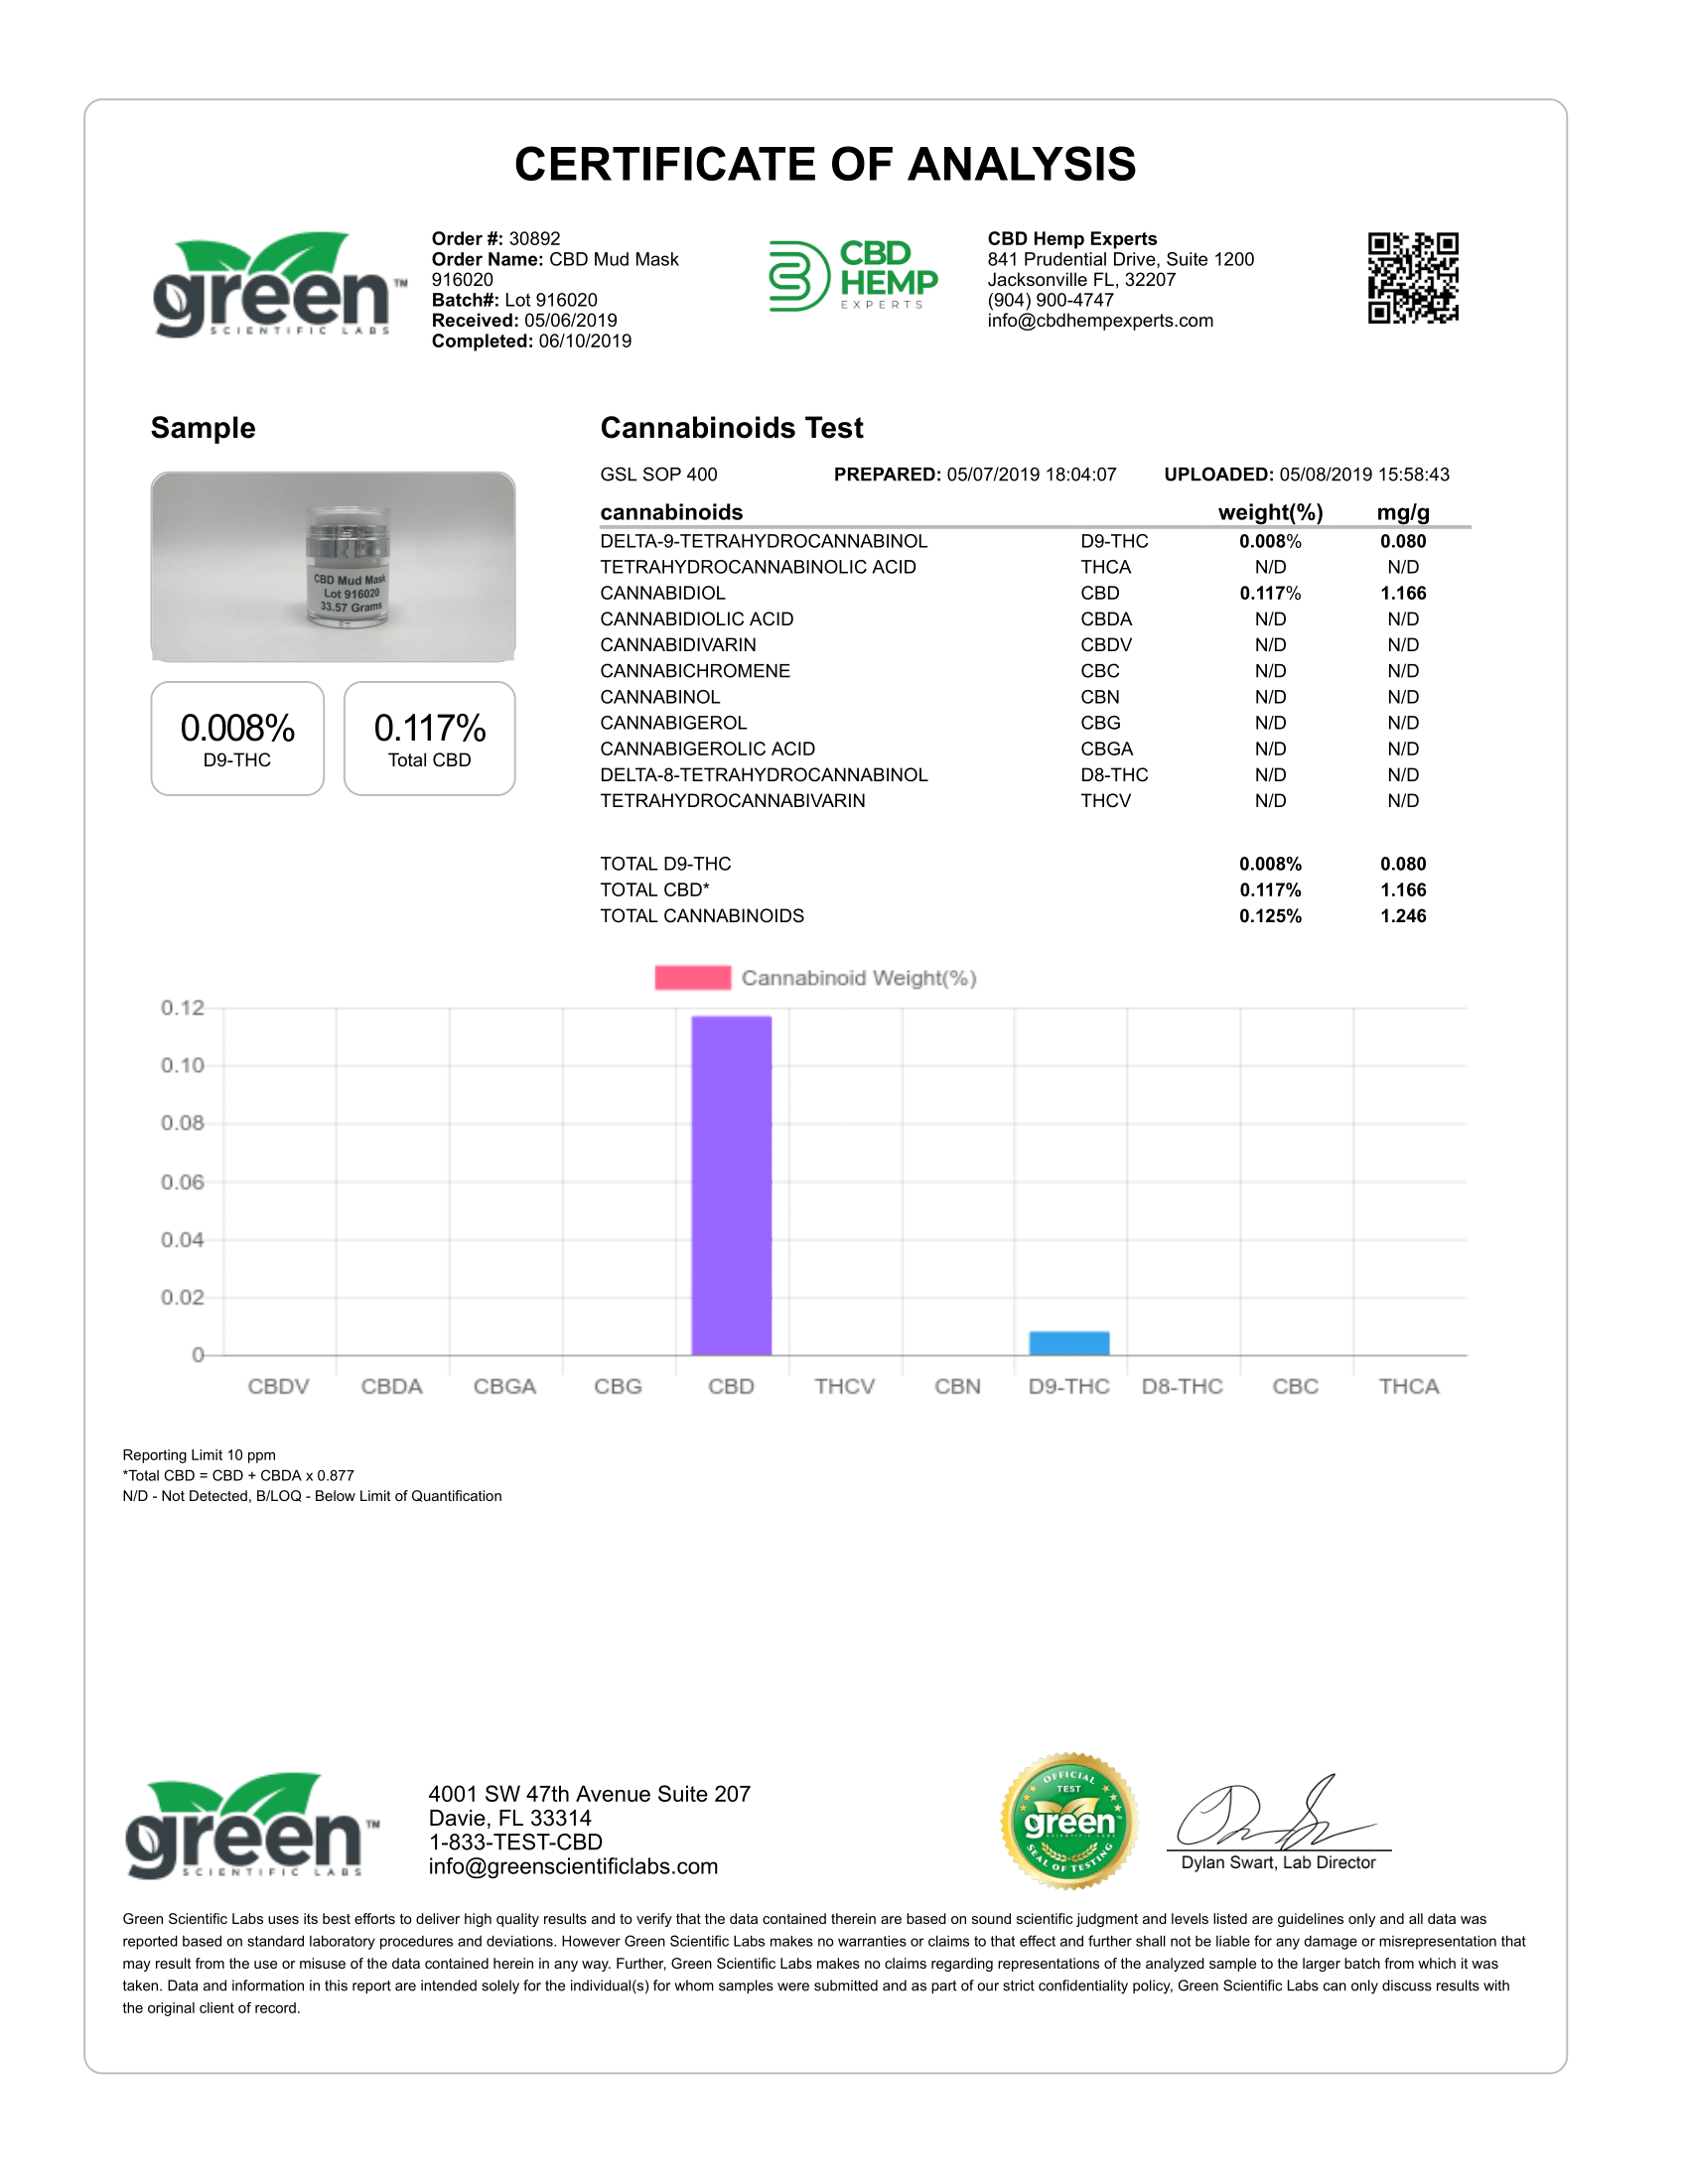 CERTIFICATE OF ANALYSIS
green™
SCIENTIFIC LABS
Order #: 30892
Order Name: CBD Mud Mask
916020
Batch#: Lot 916020
Received: 05/06/2019
Completed: 06/10/2019
CBD
HEMP
EXPERTS
CBD Hemp Experts
841 Prudential Drive, Suite 1200
Jacksonville FL, 32207
(904) 900-4747
info@cbdhempexperts.com
Sample
CBD Mud Mask
Lot 916020
33.57 Grams
0.008%
D9-THC
0.117%
Total CBD
Cannabinoids Test
GSL SOP 400 PREPARED: 05/07/2019 18:04:07 UPLOADED: 05/08/2019 15:58:43
cannabinoids weight(%) mg/g
DELTA-9-TETRAHYDROCANNABINOL D9-THC 0.008% 0.080
TETRAHYDROCANNABINOLIC ACID THCA N/D N/D
CANNABIDIOL CBD 0.117% 1.166
CANNABIDIOLIC ACID CBDA N/D N/D
CANNABIDIVARIN CBDV N/D N/D
CANNABICHROMENE CBC N/D N/D
CANNABINOL CBN N/D N/D
CANNABIGEROL CBG N/D N/D
CANNABIGEROLIC ACID CBGA N/D N/D
DELTA-8-TETRAHYDROCANNABINOL D8-THC N/D N/D
TETRAHYDROCANNABIVARIN THCV N/D N/D
TOTAL D9-THC 0.008% 0.080
TOTAL CBD* 0.117% 1.166
TOTAL CANNABINOIDS 0.125% 1.246
Cannabinoid Weight(%)
0.12
0.10
0.08
0.06
0.04
0.02
0
CBDV CBDA CBGA CBG CBD THCV CBN D9-THC D8-THC CBC THCA
Reporting Limit 10 ppm
*Total CBD = CBD + CBDA x 0.877
N/D - Not Detected, B/LOQ - Below Limit of Quantification
green™
SCIENTIFIC LABS
4001 SW 47th Avenue Suite 207
Davie, FL 33314
1-833-TEST-CBD
info@greenscientificlabs.com
OFFICIAL
TEST
green™
SCIENTIFIC LABS
SEAL OF TESTING
Dylan Swart, Lab Director
Green Scientific Labs uses its best efforts to deliver high quality results and to verify that the data contained therein are based on sound scientific judgment and levels listed are guidelines only and all data was
reported based on standard laboratory procedures and deviations. However Green Scientific Labs makes no warranties or claims to that effect and further shall not be liable for any damage or misrepresentation that
may result from the use or misuse of the data contained herein in any way. Further, Green Scientific Labs makes no claims regarding representations of the analyzed sample to the larger batch from which it was
taken. Data and information in this report are intended solely for the individual(s) for whom samples were submitted and as part of our strict confidentiality policy, Green Scientific Labs can only discuss results with
the original client of record.